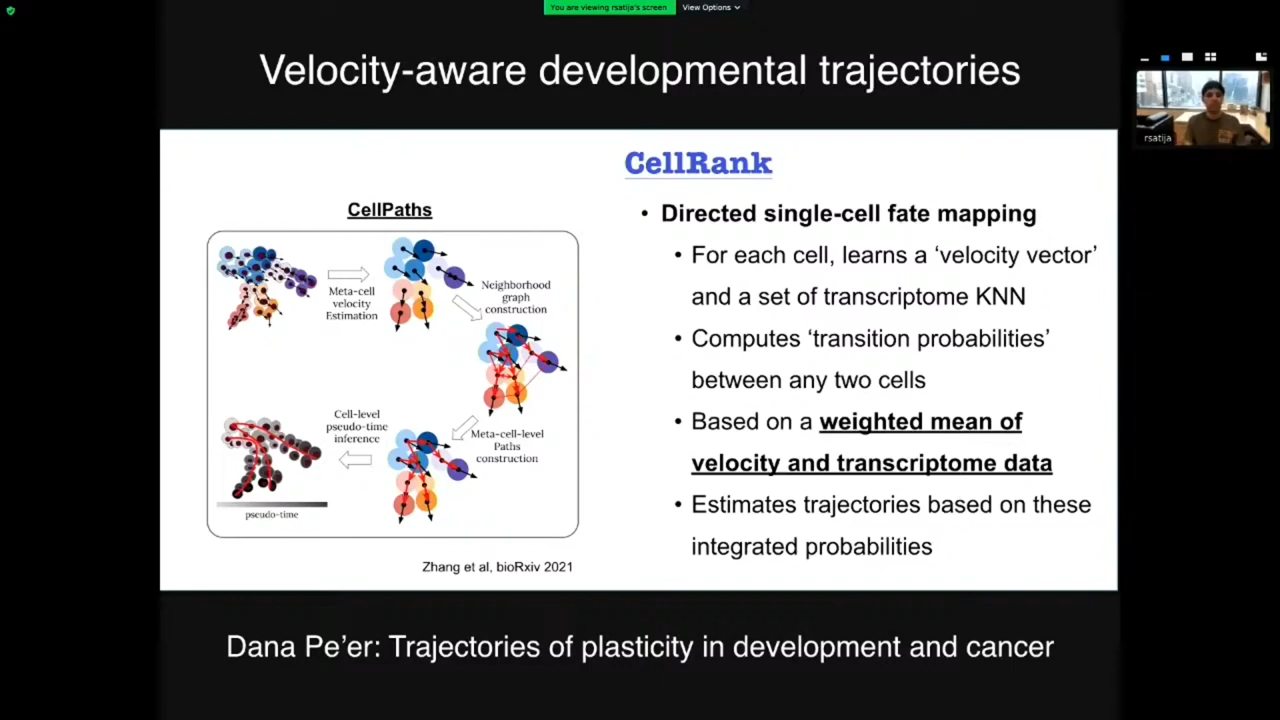 You are viewing rsatija's screen
View Options
Velocity-aware developmental trajectories
rsatija
CellRank
CellPaths
• Directed single-cell fate mapping
• For each cell, learns a ‘velocity vector’
and a set of transcriptome KNN
• Computes ‘transition probabilities’
between any two cells
• Based on a weighted mean of
velocity and transcriptome data
• Estimates trajectories based on these
integrated probabilities
Meta-cell
velocity
Estimation
Neighborhood
graph
construction
Meta-cell-level
Paths
construction
Cell-level
pseudo-time
inference
pseudo-time
Zhang et al, bioRxiv 2021
Dana Pe’er: Trajectories of plasticity in development and cancer